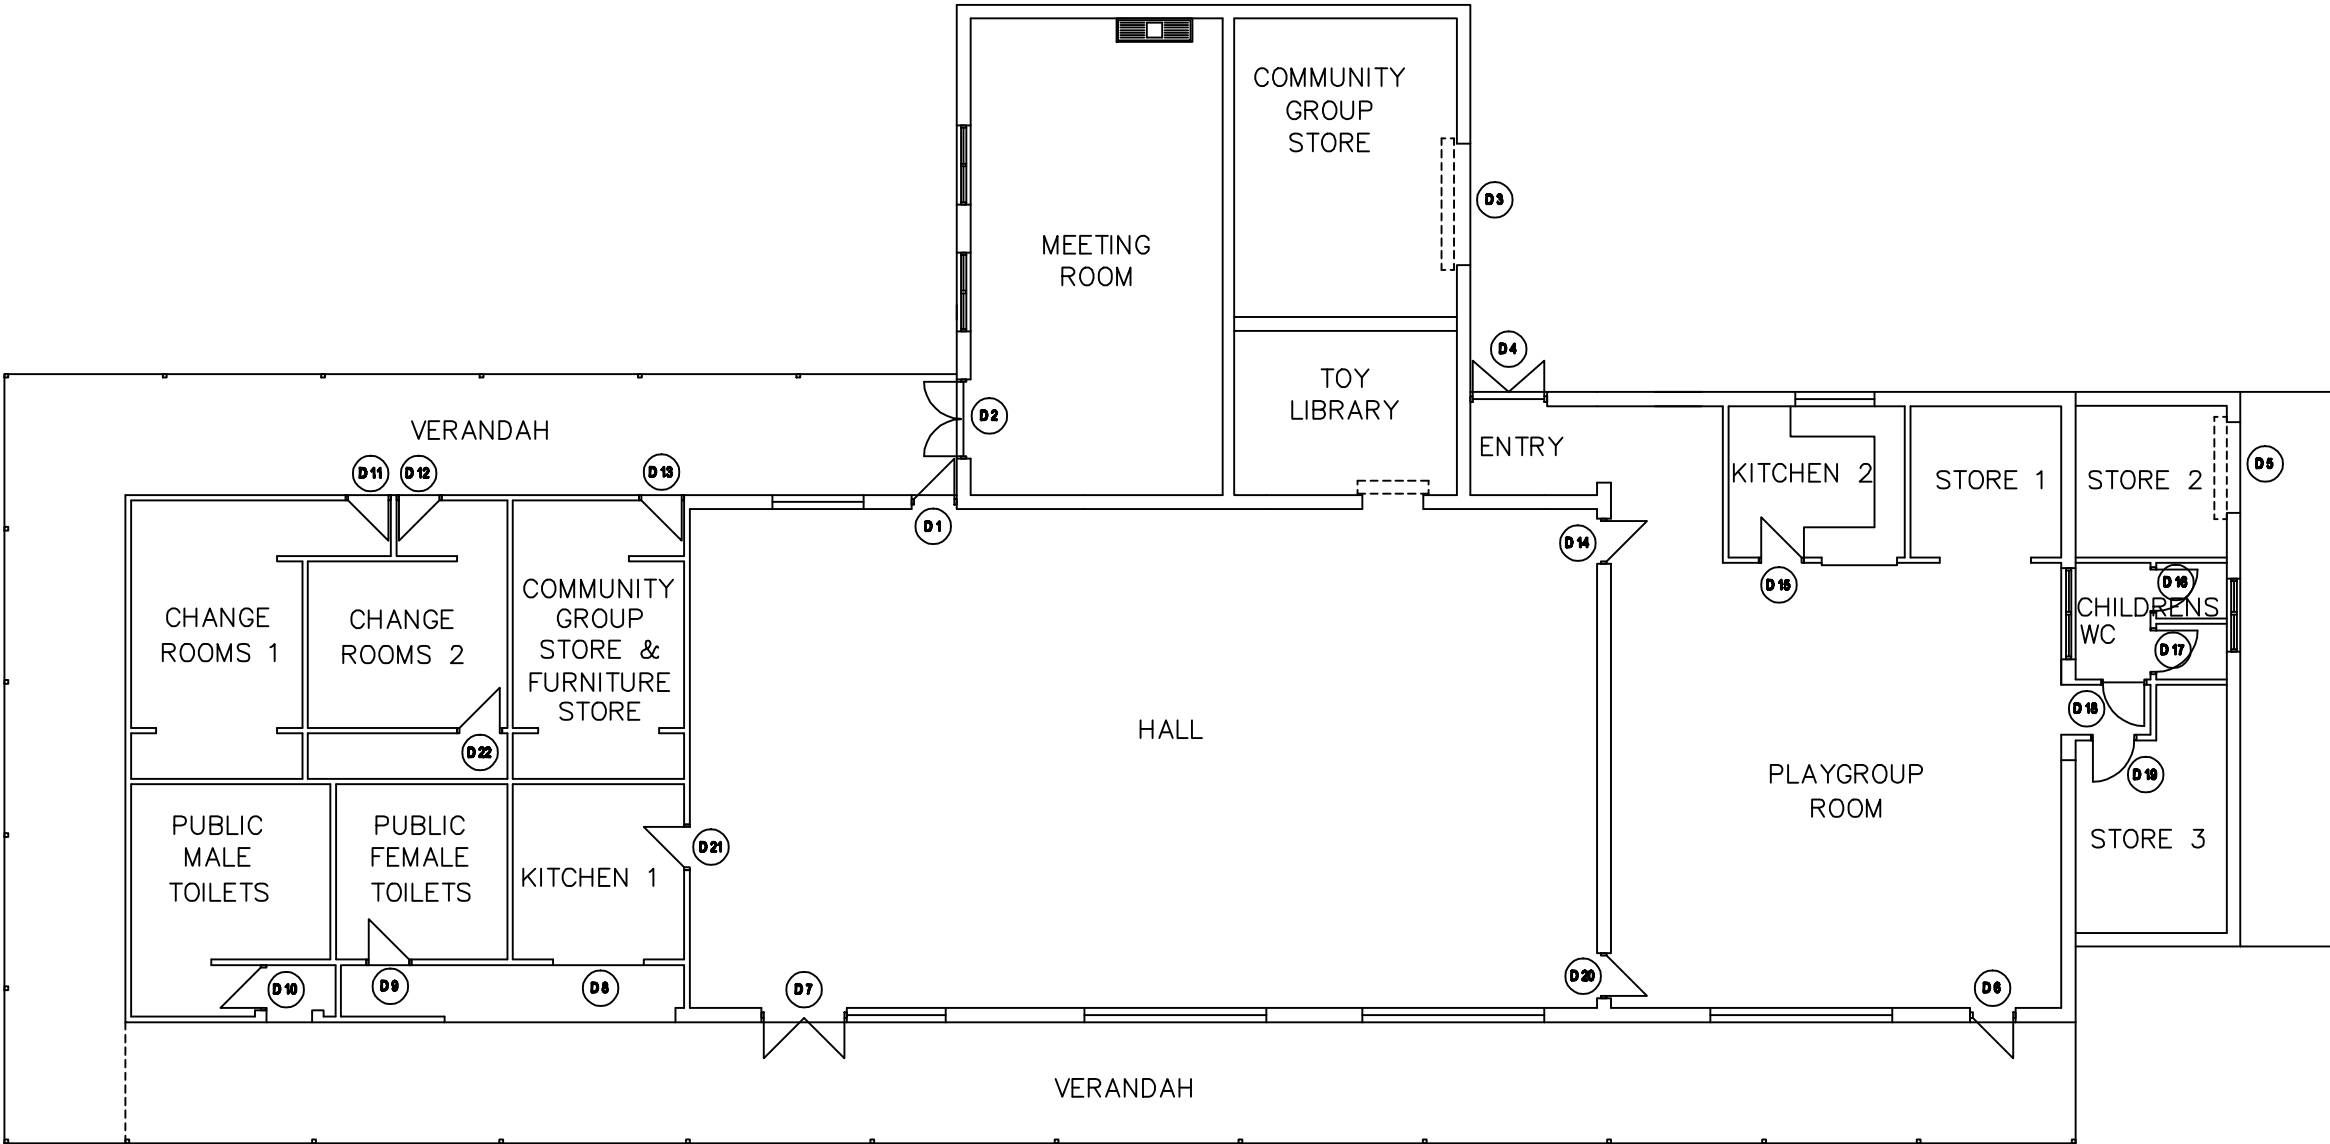 COMMUNITY
GROUP
STORE
D3
MEETING
ROOM
D4
TOY
LIBRARY
D2
VERANDAH
ENTRY
D11
D12
D13
KITCHEN 2
STORE 1
STORE 2
D5
D1
D14
D15
D16
CHILDRENS
WC
D17
CHANGE
ROOMS 1
CHANGE
ROOMS 2
COMMUNITY
GROUP
STORE &
FURNITURE
STORE
D22
HALL
D18
D19
PLAYGROUP
ROOM
STORE 3
PUBLIC
MALE
TOILETS
PUBLIC
FEMALE
TOILETS
KITCHEN 1
D21
D10
D9
D8
D7
D20
D6
VERANDAH